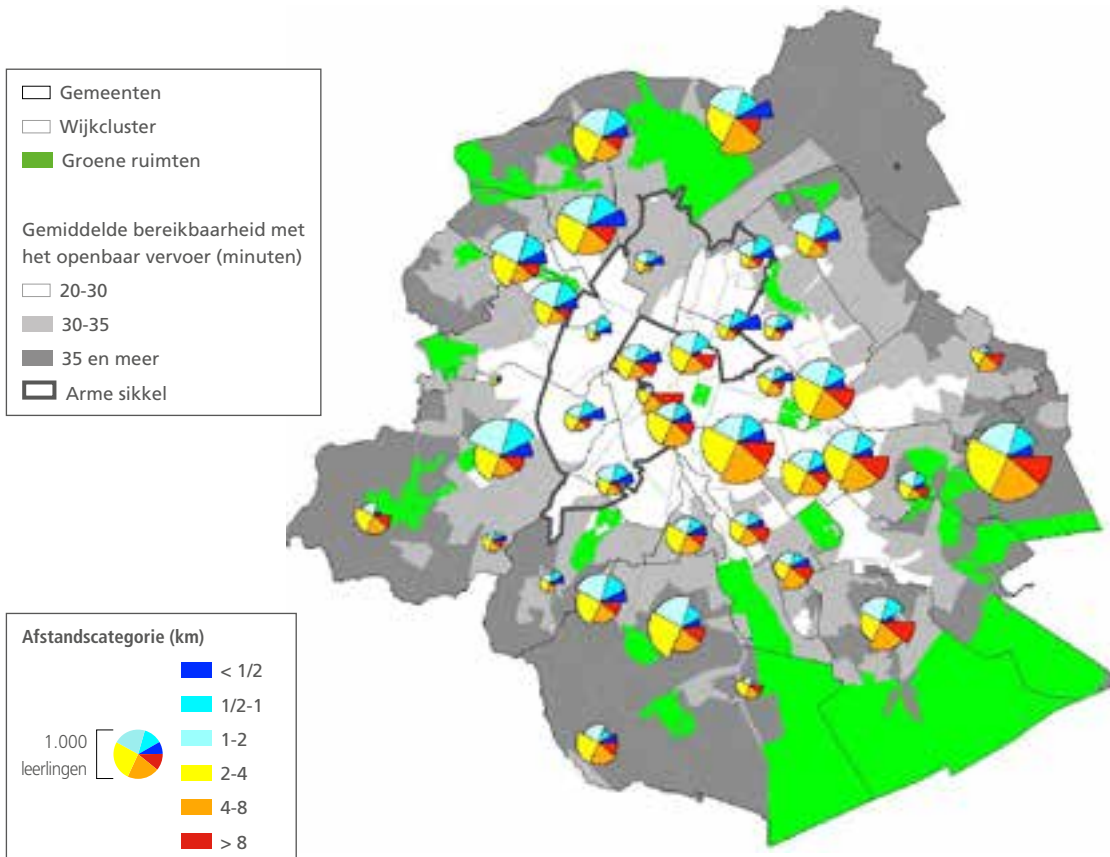 Gemeenten
Wijkcluster
Groene ruimten
Gemiddelde bereikbaarheid met
het openbaar vervoer (minuten)
20-30
30-35
35 en meer
Arme sikkel
Afstandscategorie (km)
< 1/2
1/2-1
1-2
2-4
4-8
> 8
1.000
leerlingen